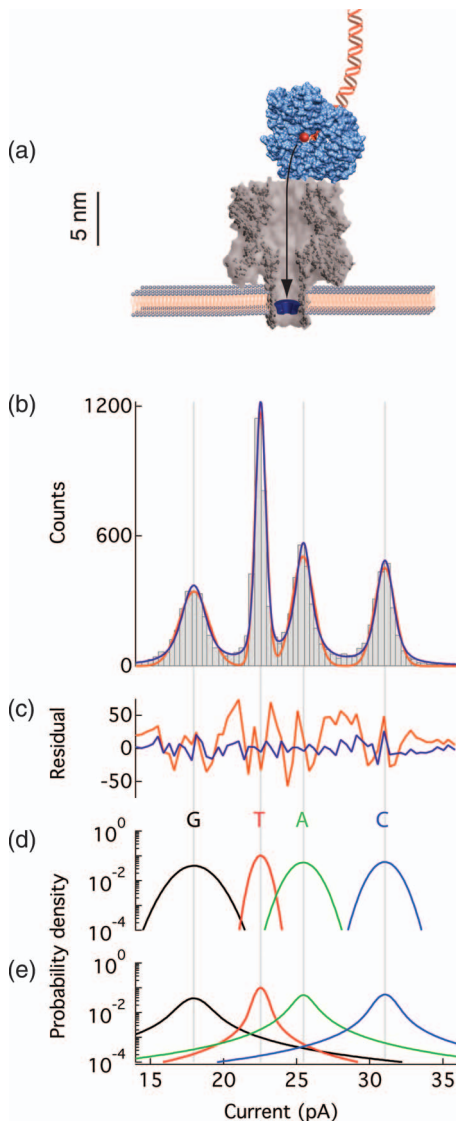 (a)
5 nm
(b)
1200
600
0
Counts
(c)
50
0
-50
Residual
G T A C
(d)
10^0
10^-2
10^-4
(e)
10^0
10^-2
10^-4
Probability density
15 20 25 30 35
Current (pA)